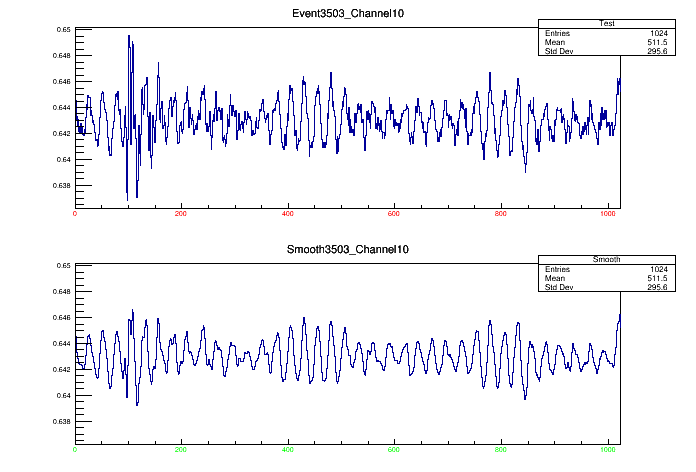 Event3503_Channel10
Test
Entries 1024
Mean 511.5
Std Dev 295.6
0.65
0.648
0.646
0.644
0.642
0.64
0.638
0 200 400 600 800 1000
Smooth3503_Channel10
Smooth
Entries 1024
Mean 511.5
Std Dev 295.6
0.65
0.648
0.646
0.644
0.642
0.64
0.638
0 200 400 600 800 1000